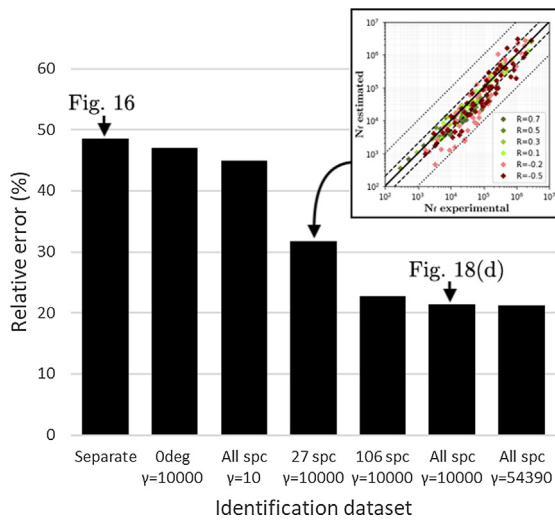 10⁷
10⁶
10⁵
10⁴
10³
10²
Nf estimated
R=0.7
R=0.5
R=0.3
R=0.1
R=-0.2
R=-0.5
10² 10³ 10⁴ 10⁵ 10⁶ 10⁷
Nf experimental
Fig. 16
Fig. 18(d)
60
50
40
30
20
10
0
Relative error (%)
Separate 0deg All spc 27 spc 106 spc All spc All spc
γ=10000 γ=10 γ=10000 γ=10000 γ=10000 γ=54390
Identification dataset